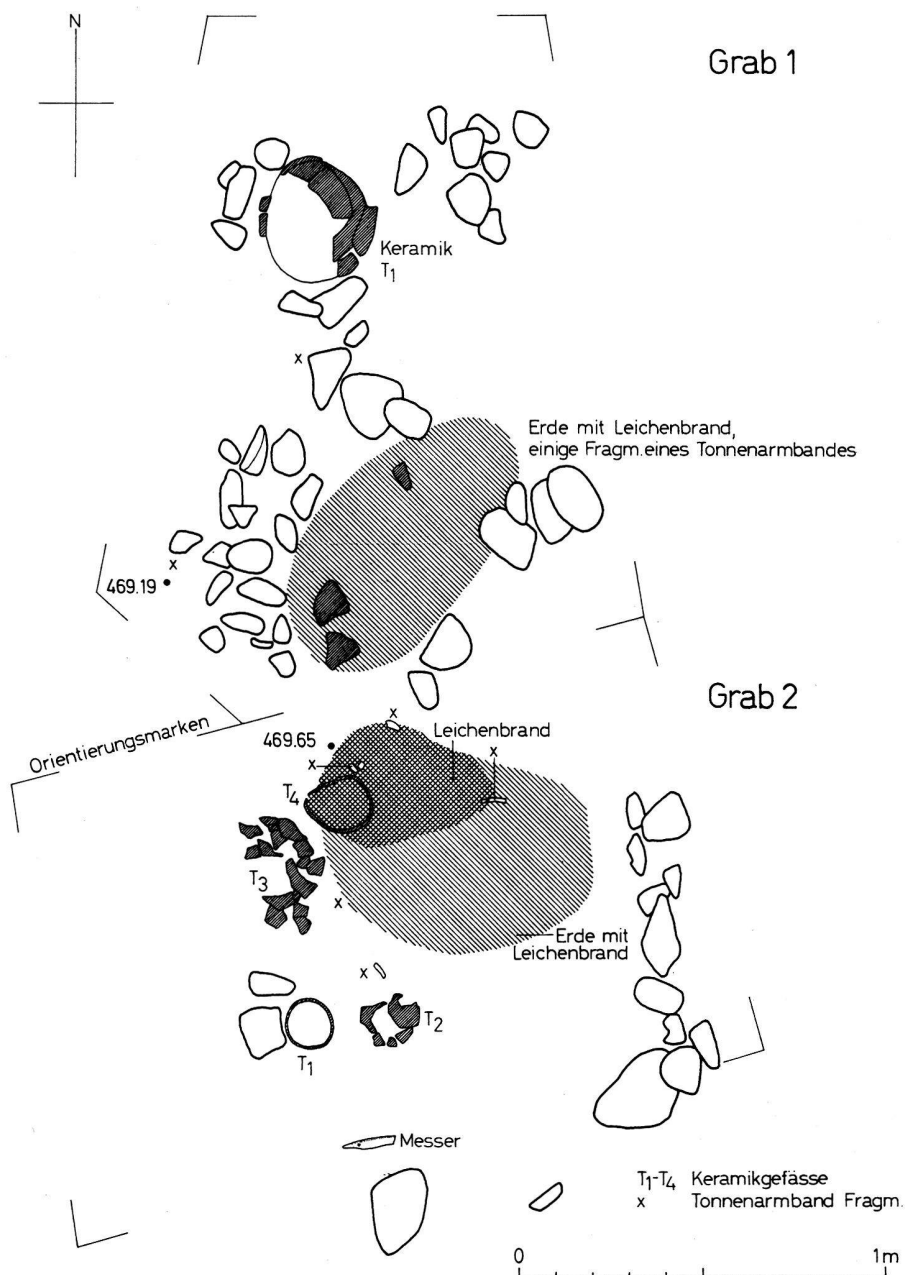 N
Grab 1
Keramik
T1
x
Erde mit Leichenbrand,
einige Fragm. eines Tonnenarmbandes
x
469.19
Grab 2
Orientierungsmarken
x
469.65
Leichenbrand
x
x
T4
T3
x
Erde mit
Leichenbrand
x
T2
T1
Messer
T1-T4 Keramikgefässe
x Tonnenarmband Fragm.
0 1m